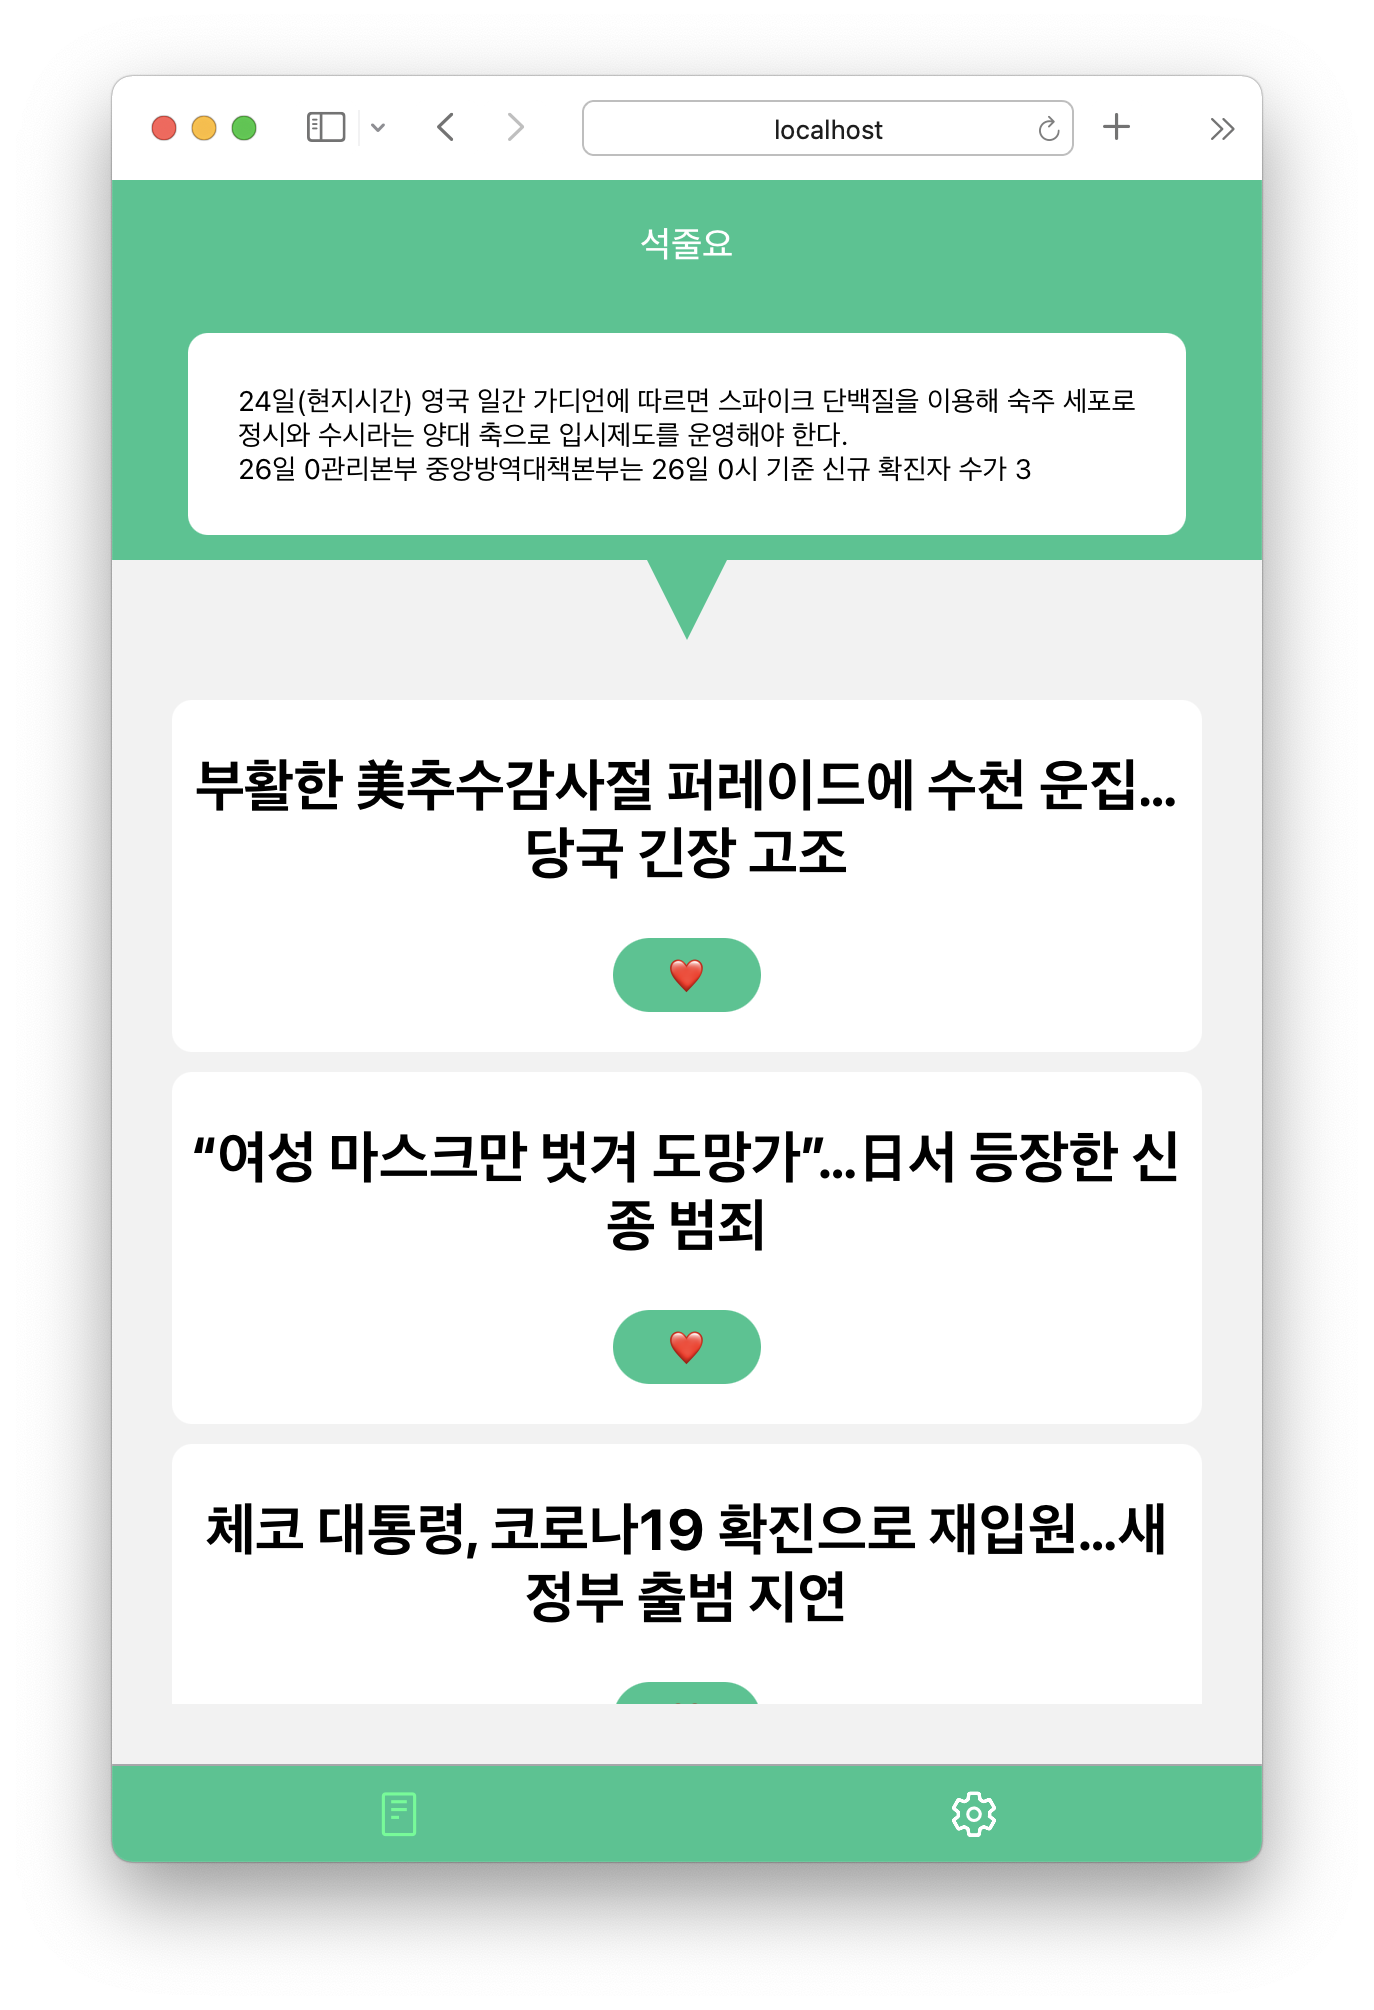 localhost
석줄요
24일(현지시간) 영국 일간 가디언에 따르면 스파이크 단백질을 이용해 숙주 세포로
정시와 수시라는 양대 축으로 입시제도를 운영해야 한다.
26일 0관리본부 중앙방역대책본부는 26일 0시 기준 신규 확진자 수가 3
부활한 美추수감사절 퍼레이드에 수천 운집…
당국 긴장 고조
❤️
“여성 마스크만 벗겨 도망가”…日서 등장한 신
종 범죄
❤️
체코 대통령, 코로나19 확진으로 재입원…새
정부 출범 지연